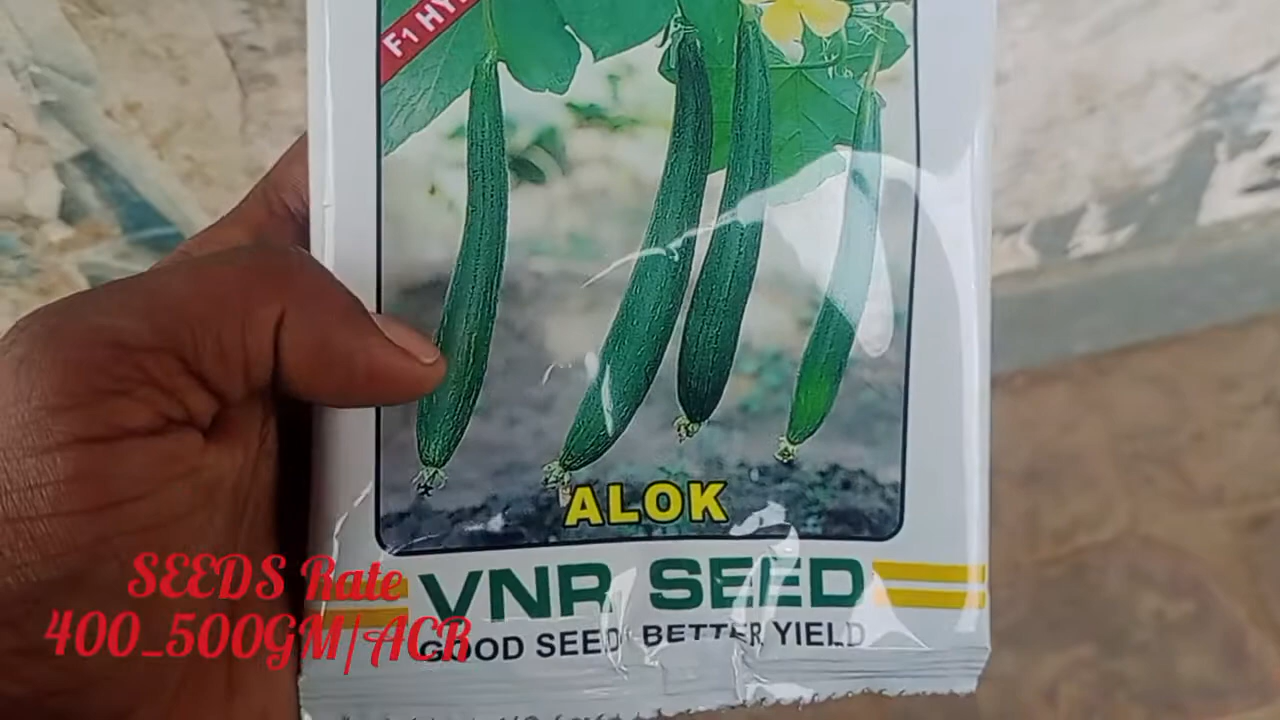 F1 HY
ALOK
VNR SEED
GOOD SEED BETTER YIELD
SEEDS Rate
400_500GM/ACR